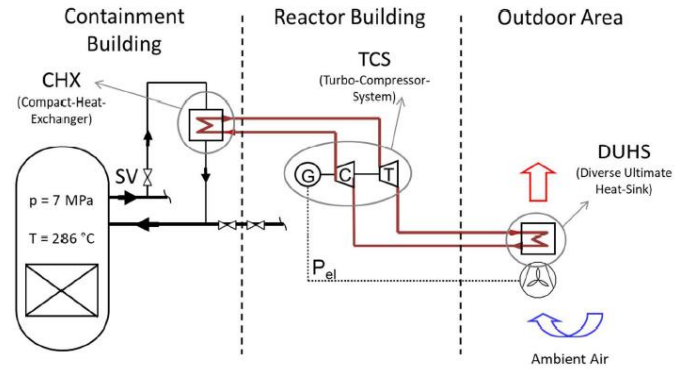 Containment
Building
Reactor Building
Outdoor Area
CHX
(Compact-Heat-
Exchanger)
TCS
(Turbo-Compressor-
System)
DUHS
(Diverse Ultimate
Heat-Sink)
SV
p = 7 MPa
T = 286 °C
G
C
T
Pel
Ambient Air